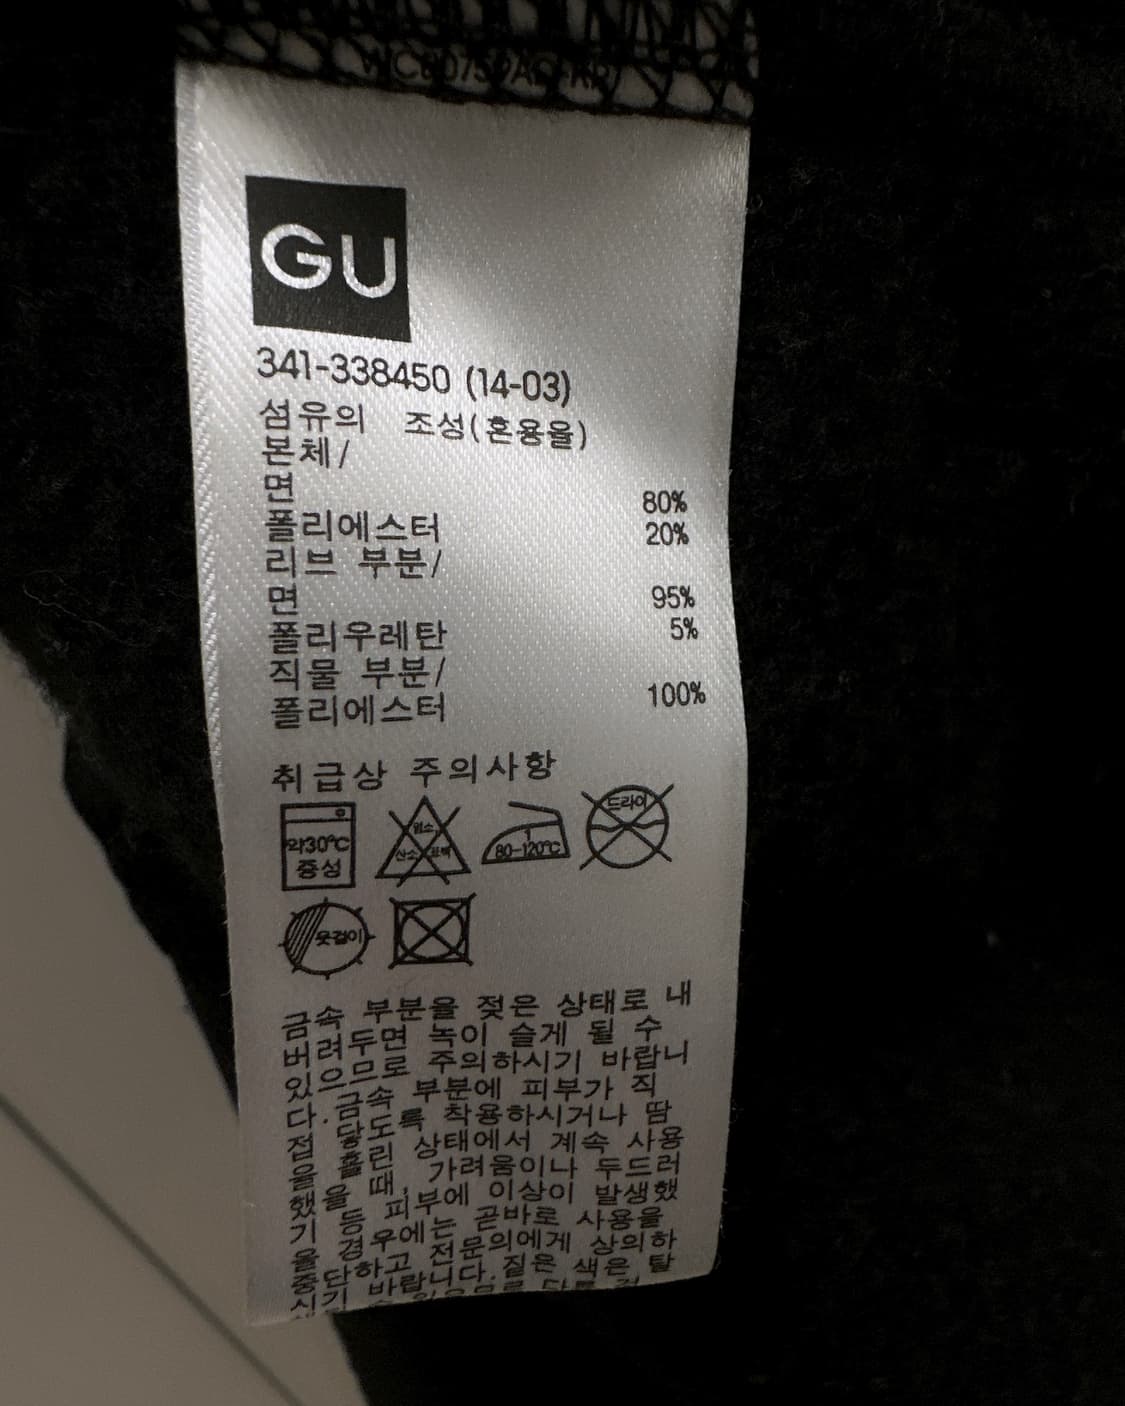 GU
341-338450 (14-03)
섬유의 조성(혼용율)
본체/
면 80%
폴리에스터 20%
리브 부분/
면 95%
폴리우레탄 5%
직물 부분/
폴리에스터 100%
취급상 주의사항
약30℃
중성
염소
산소 표백
80-120℃
드라이
옷걸이
금속 부분을 젖은 상태로 내
버려두면 녹이 슬게 될 수
있으므로 주의하시기 바랍니
다.금속 부분에 피부가 직
접 닿도록 착용하시거나 땀
을 흘린 상태에서 계속 사용
했을 때, 가려움이나 두드러
기 등 피부에 이상이 발생했
을 경우에는 곧바로 사용을
중단하고 전문의에게 상의하
시기 바랍니다.짙은 색은 탈